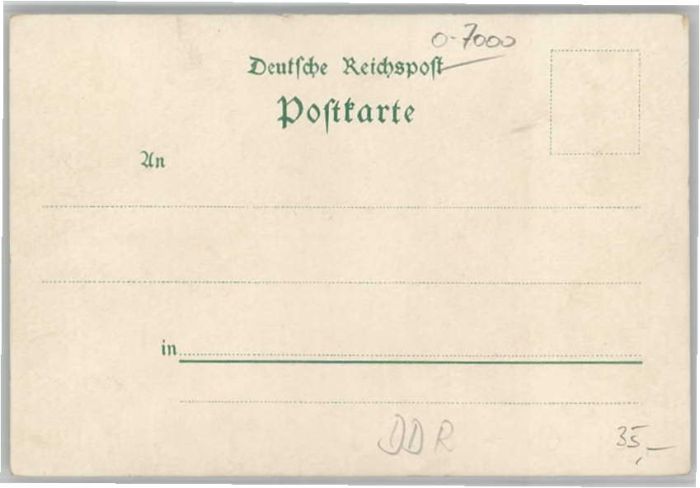 0-7000
Deutſche Reichspoſt
Poſtkarte
An
in
DDR
35,–